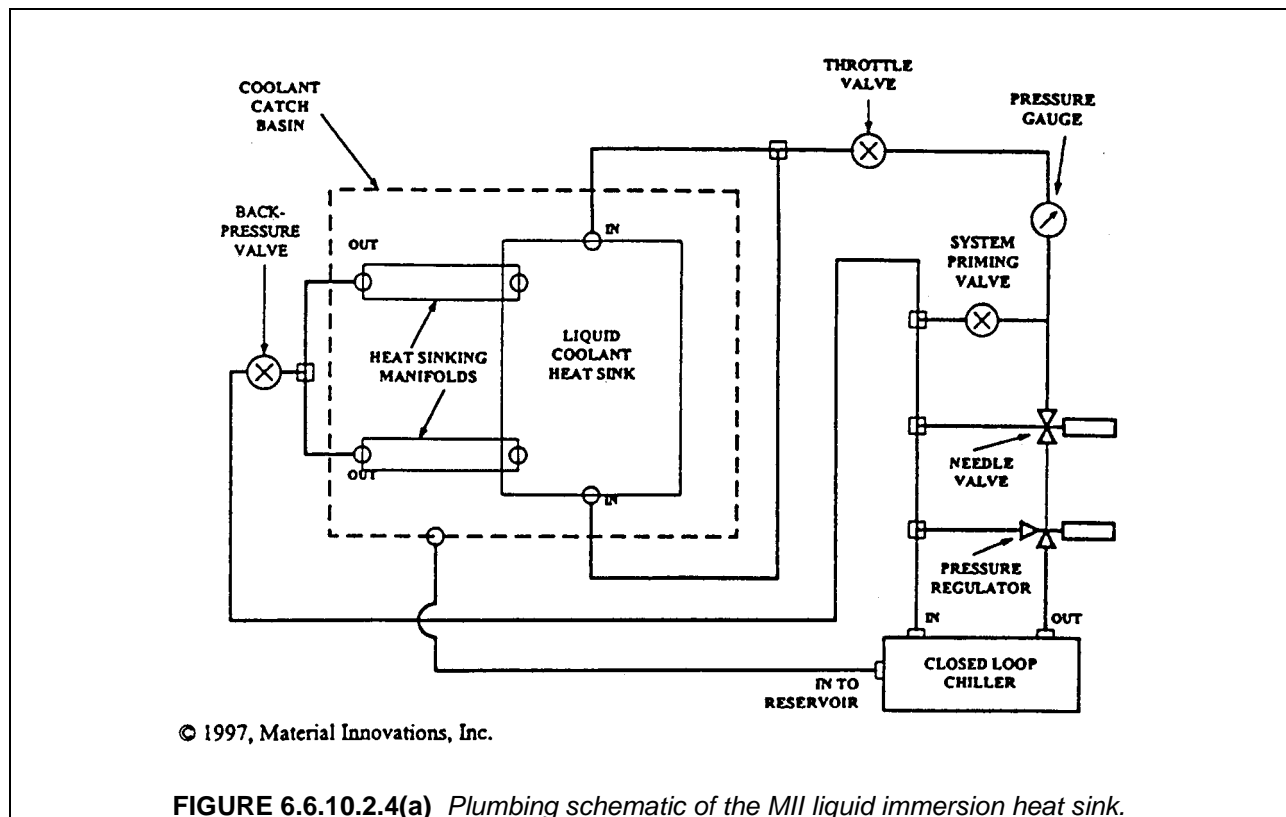 THROTTLE
VALVE
PRESSURE
GAUGE
COOLANT
CATCH
BASIN
BACK-
PRESSURE
VALVE
OUT
IN
SYSTEM
PRIMING
VALVE
HEAT SINKING
MANIFOLDS
LIQUID
COOLANT
HEAT SINK
OUT
IN
NEEDLE
VALVE
PRESSURE
REGULATOR
IN
OUT
CLOSED LOOP
CHILLER
IN TO
RESERVOIR
© 1997, Material Innovations, Inc.
FIGURE 6.6.10.2.4(a) Plumbing schematic of the MII liquid immersion heat sink.